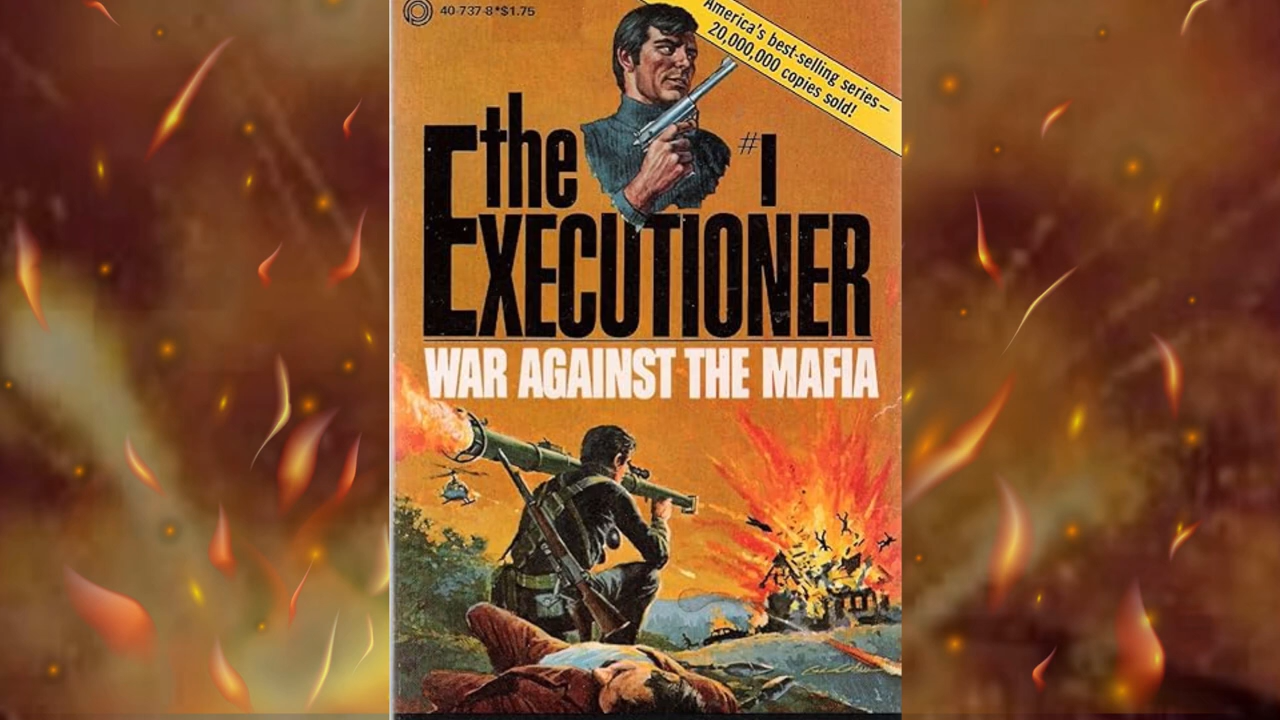 40-737-8*$1.75
America's best-selling series—
20,000,000 copies sold!
the
#1
EXECUTIONER
WAR AGAINST THE MAFIA